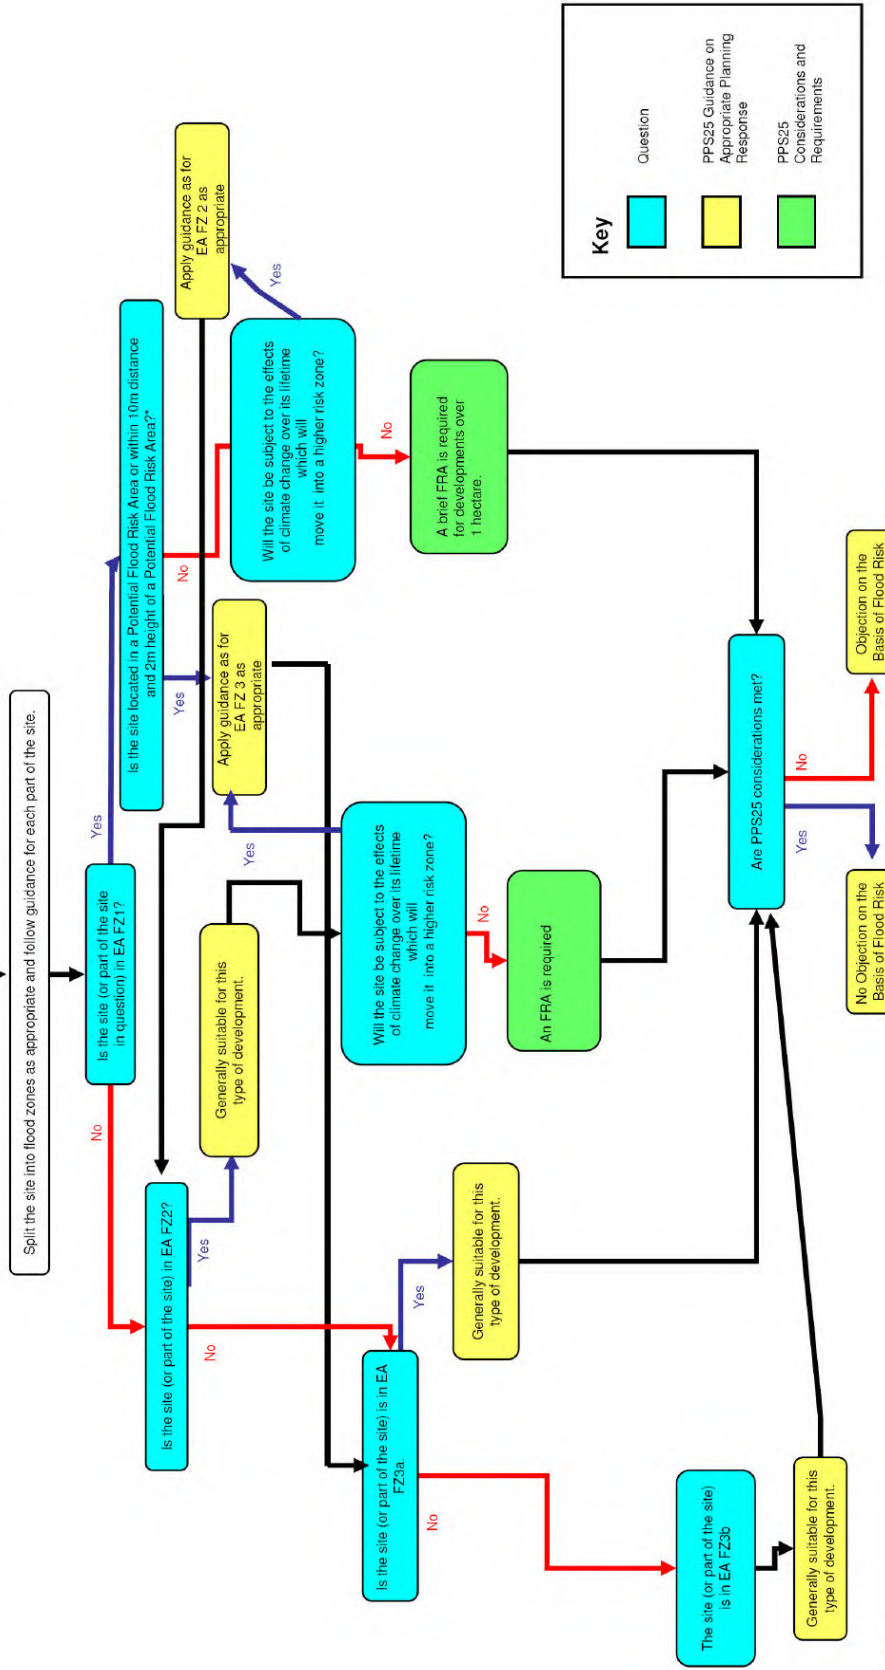 Split the site into flood zones as appropriate and follow guidance for each part of the site.
Is the site (or part of the site
in question) in EA FZ1?
No
Yes
Is the site located in a Potential Flood Risk Area or within 10m distance
and 2m height of a Potential Flood Risk Area?*
Apply guidance as for
EA FZ 2 as
appropriate
Is the site (or part of the site) in EA FZ2?
Yes
No
Generally suitable for this
type of development.
Yes
No
Apply guidance as for
EA FZ 3 as
appropriate
Will the site be subject to the effects
of climate change over its lifetime
which will
move it  into a higher risk zone?
Yes
No
Will the site be subject to the effects
of climate change over its lifetime
which will
move it  into a higher risk zone?
Yes
No
Is the site (or part of the site) is in EA
FZ3a.
Yes
No
Generally suitable for this
type of development.
An FRA is required
A brief FRA is required
for developments over
1 hectare.
The site (or part of the site)
is in EA FZ3b
Generally suitable for this
type of development.
Are PPS25 considerations met?
Yes
No
No Objection on the
Basis of Flood Risk
Objection on the
Basis of Flood Risk
Key
Question
PPS25 Guidance on
Appropriate Planning
Response
PPS25
Considerations and
Requirements